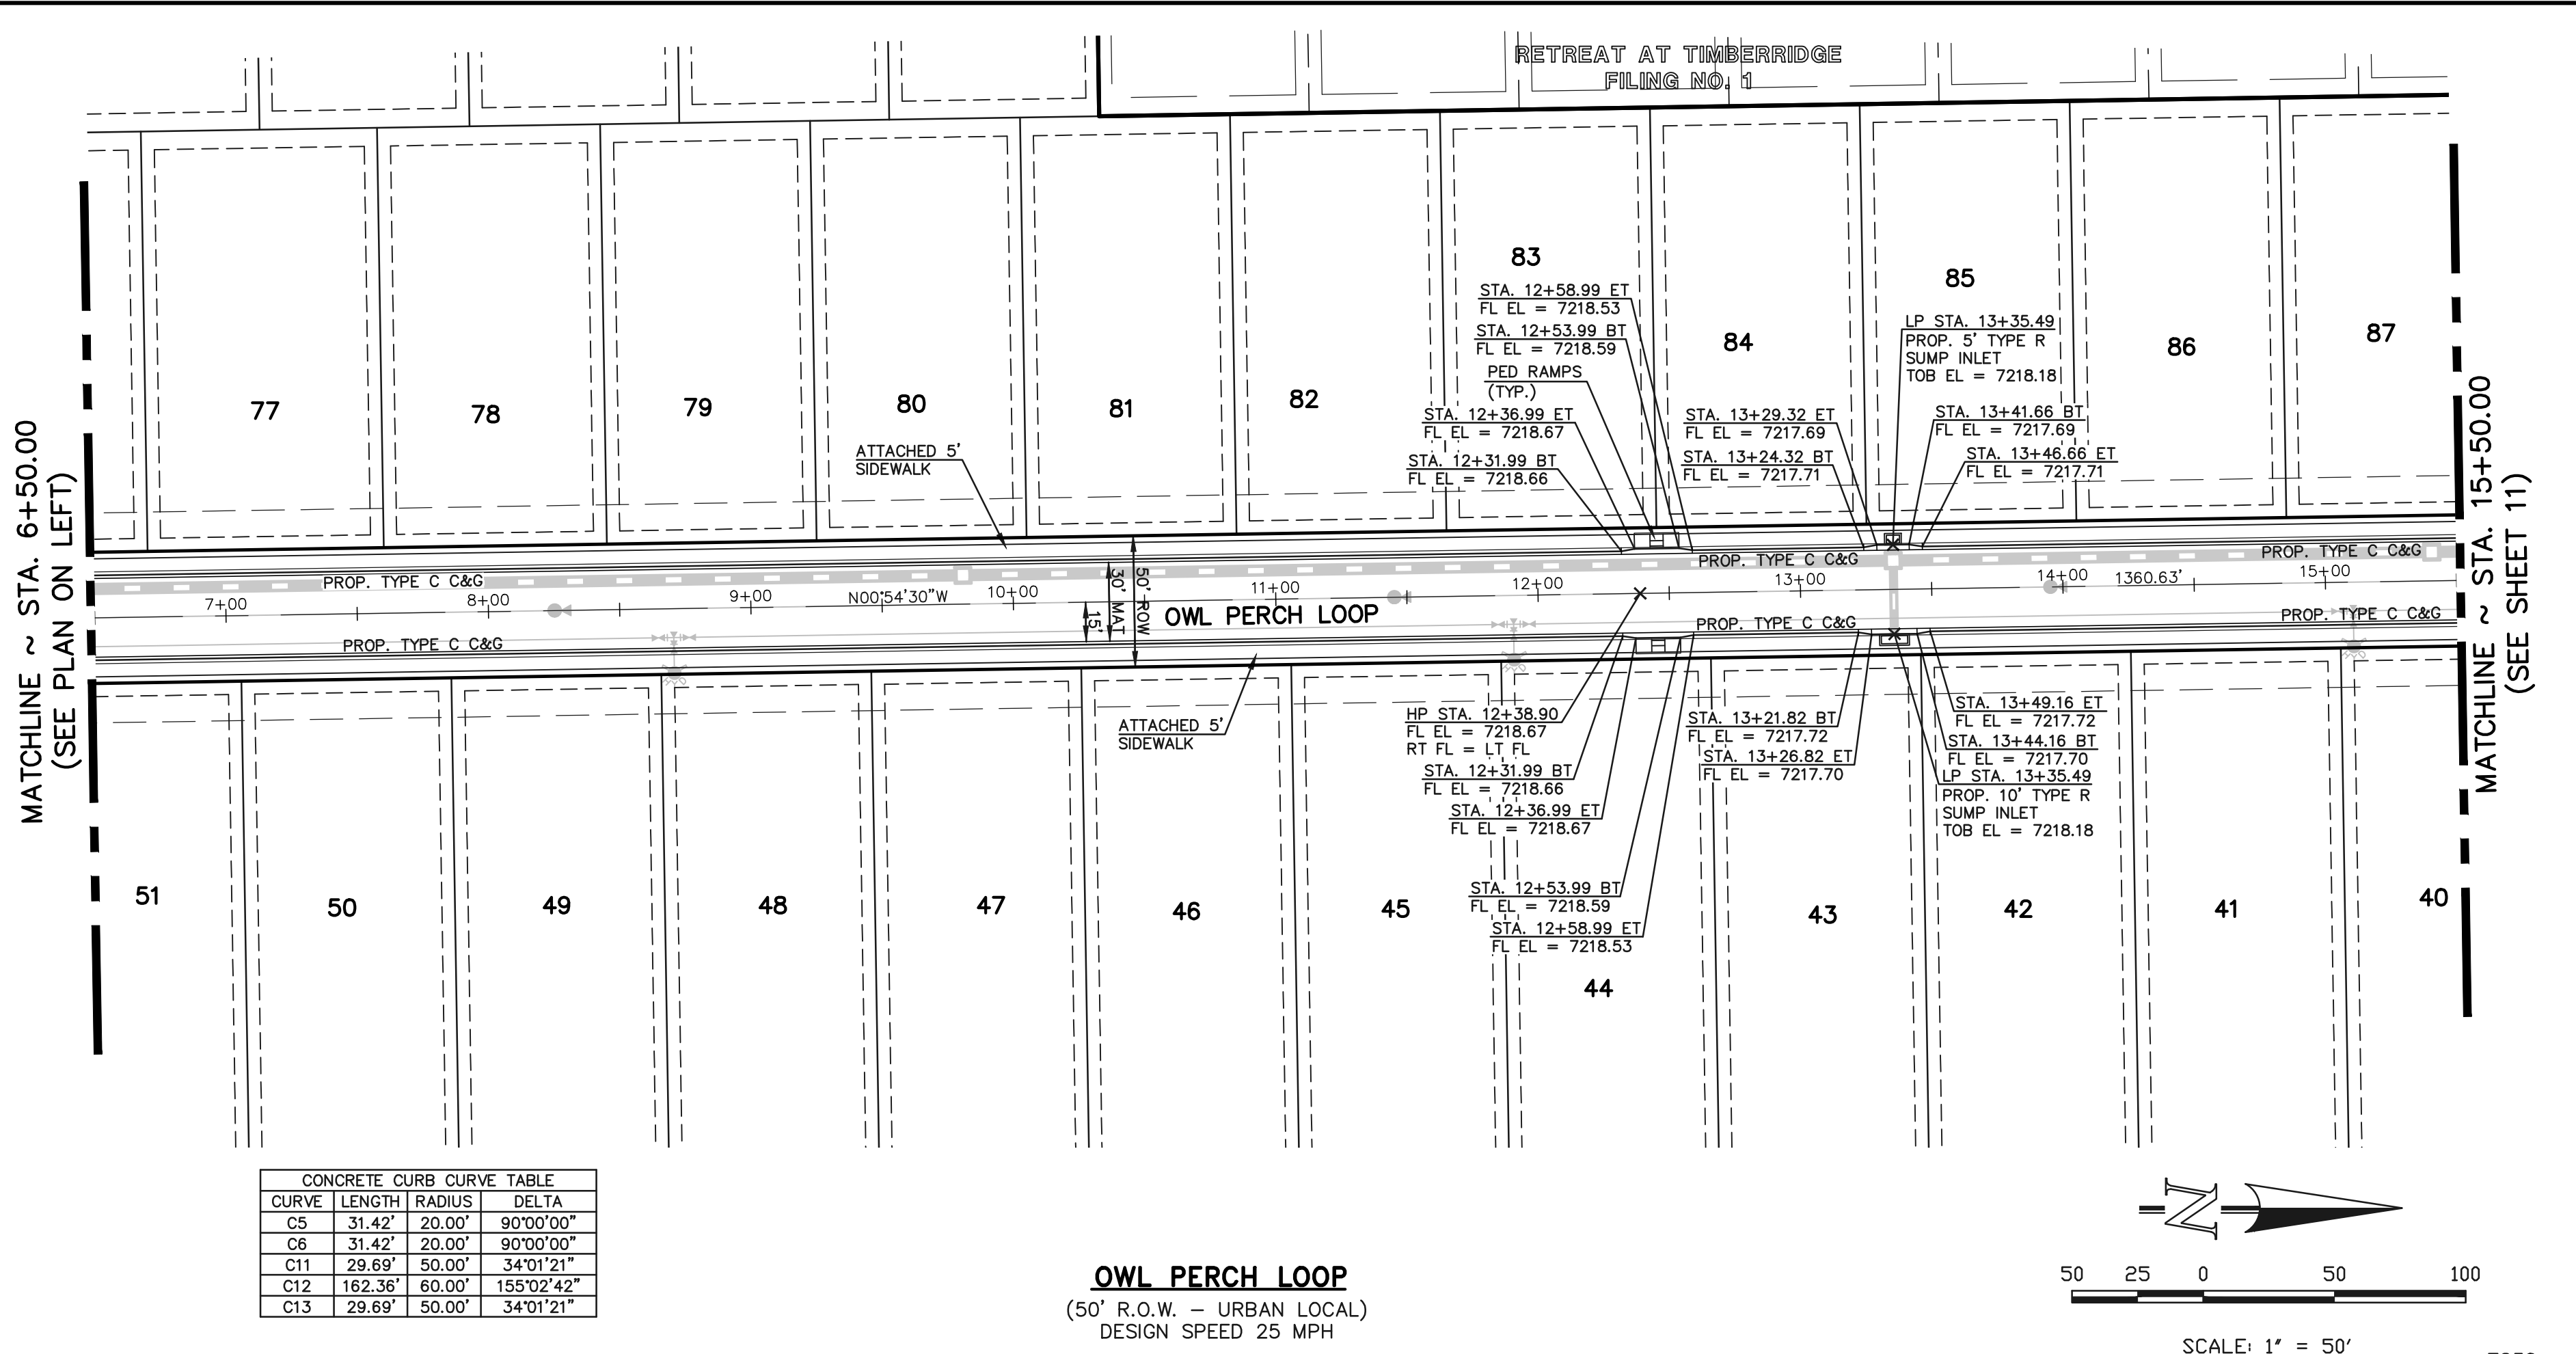 RETREAT AT TIMBERRIDGE
FILING NO. 1
MATCHLINE ~ STA. 6+50.00
(SEE PLAN ON LEFT)
77
78
79
80
81
82
83
84
85
86
87
ATTACHED 5'
SIDEWALK
STA. 12+58.99 ET
FL EL = 7218.53
STA. 12+53.99 BT
FL EL = 7218.59
PED RAMPS
(TYP.)
STA. 12+36.99 ET
FL EL = 7218.67
STA. 12+31.99 BT
FL EL = 7218.66
STA. 13+29.32 ET
FL EL = 7217.69
STA. 13+24.32 BT
FL EL = 7217.71
LP STA. 13+35.49
PROP. 5' TYPE R
SUMP INLET
TOB EL = 7218.18
STA. 13+41.66 BT
FL EL = 7217.69
STA. 13+46.66 ET
FL EL = 7217.71
MATCHLINE ~ STA. 15+50.00
(SEE SHEET 11)
PROP. TYPE C C&G
PROP. TYPE C C&G
PROP. TYPE C C&G
7+00
8+00
9+00
N00°54'30"W
10+00
11+00
12+00
13+00
14+00
1360.63'
15+00
15'
30' MAT
50' ROW
OWL PERCH LOOP
PROP. TYPE C C&G
PROP. TYPE C C&G
PROP. TYPE C C&G
ATTACHED 5'
SIDEWALK
HP STA. 12+38.90
FL EL = 7218.67
RT FL = LT FL
STA. 12+31.99 BT
FL EL = 7218.66
STA. 12+36.99 ET
FL EL = 7218.67
STA. 12+53.99 BT
FL EL = 7218.59
STA. 12+58.99 ET
FL EL = 7218.53
STA. 13+21.82 BT
FL EL = 7217.72
STA. 13+26.82 ET
FL EL = 7217.70
STA. 13+49.16 ET
FL EL = 7217.72
STA. 13+44.16 BT
FL EL = 7217.70
LP STA. 13+35.49
PROP. 10' TYPE R
SUMP INLET
TOB EL = 7218.18
51
50
49
48
47
46
45
44
43
42
41
40
CONCRETE CURB CURVE TABLE
CURVE LENGTH RADIUS DELTA
C5 31.42' 20.00' 90°00'00"
C6 31.42' 20.00' 90°00'00"
C11 29.69' 50.00' 34°01'21"
C12 162.36' 60.00' 155°02'42"
C13 29.69' 50.00' 34°01'21"
OWL PERCH LOOP
(50' R.O.W. – URBAN LOCAL)
DESIGN SPEED 25 MPH
N
50 25 0 50 100
SCALE: 1" = 50'